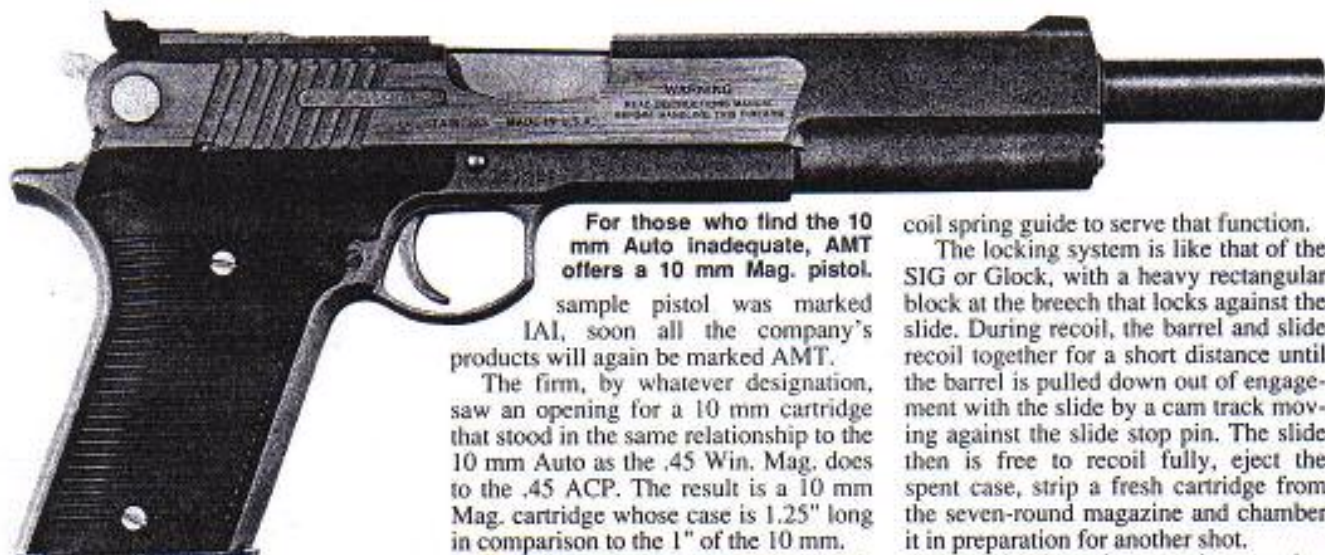 WARNING
READ INSTRUCTIONS MANUAL
BEFORE HANDLING THIS FIREARM
MADE IN U.S.A.
For those who find the 10
mm Auto inadequate, AMT
offers a 10 mm Mag. pistol.
sample pistol was marked
IAI, soon all the company's
products will again be marked AMT.
The firm, by whatever designation,
saw an opening for a 10 mm cartridge
that stood in the same relationship to the
10 mm Auto as the .45 Win. Mag. does
to the .45 ACP. The result is a 10 mm
Mag. cartridge whose case is 1.25" long
in comparison to the 1" of the 10 mm.
coil spring guide to serve that function.
The locking system is like that of the
SIG or Glock, with a heavy rectangular
block at the breech that locks against the
slide. During recoil, the barrel and slide
recoil together for a short distance until
the barrel is pulled down out of engage-
ment with the slide by a cam track mov-
ing against the slide stop pin. The slide
then is free to recoil fully, eject the
spent case, strip a fresh cartridge from
the seven-round magazine and chamber
it in preparation for another shot.